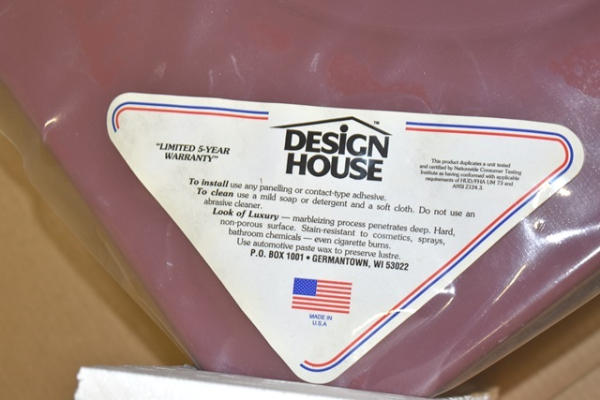 DESIGN
HOUSE
™
"LIMITED 5-YEAR
WARRANTY"
This product duplicates a unit tested
and certified by Nationwide Consumer Testing
Institute as having conformed with applicable
requirements of HUD/FHA UM 73 and
ANSI Z124.3
To install use any panelling or contact-type adhesive.
To clean use a mild soap or detergent and a soft cloth. Do not use an
abrasive cleaner.
Look of Luxury — marbleizing process penetrates deep. Hard,
non-porous surface. Stain-resistant to cosmetics, sprays,
bathroom chemicals — even cigarette burns.
Use automotive paste wax to preserve lustre.
P.O. BOX 1001 • GERMANTOWN, WI 53022
MADE IN
U.S.A